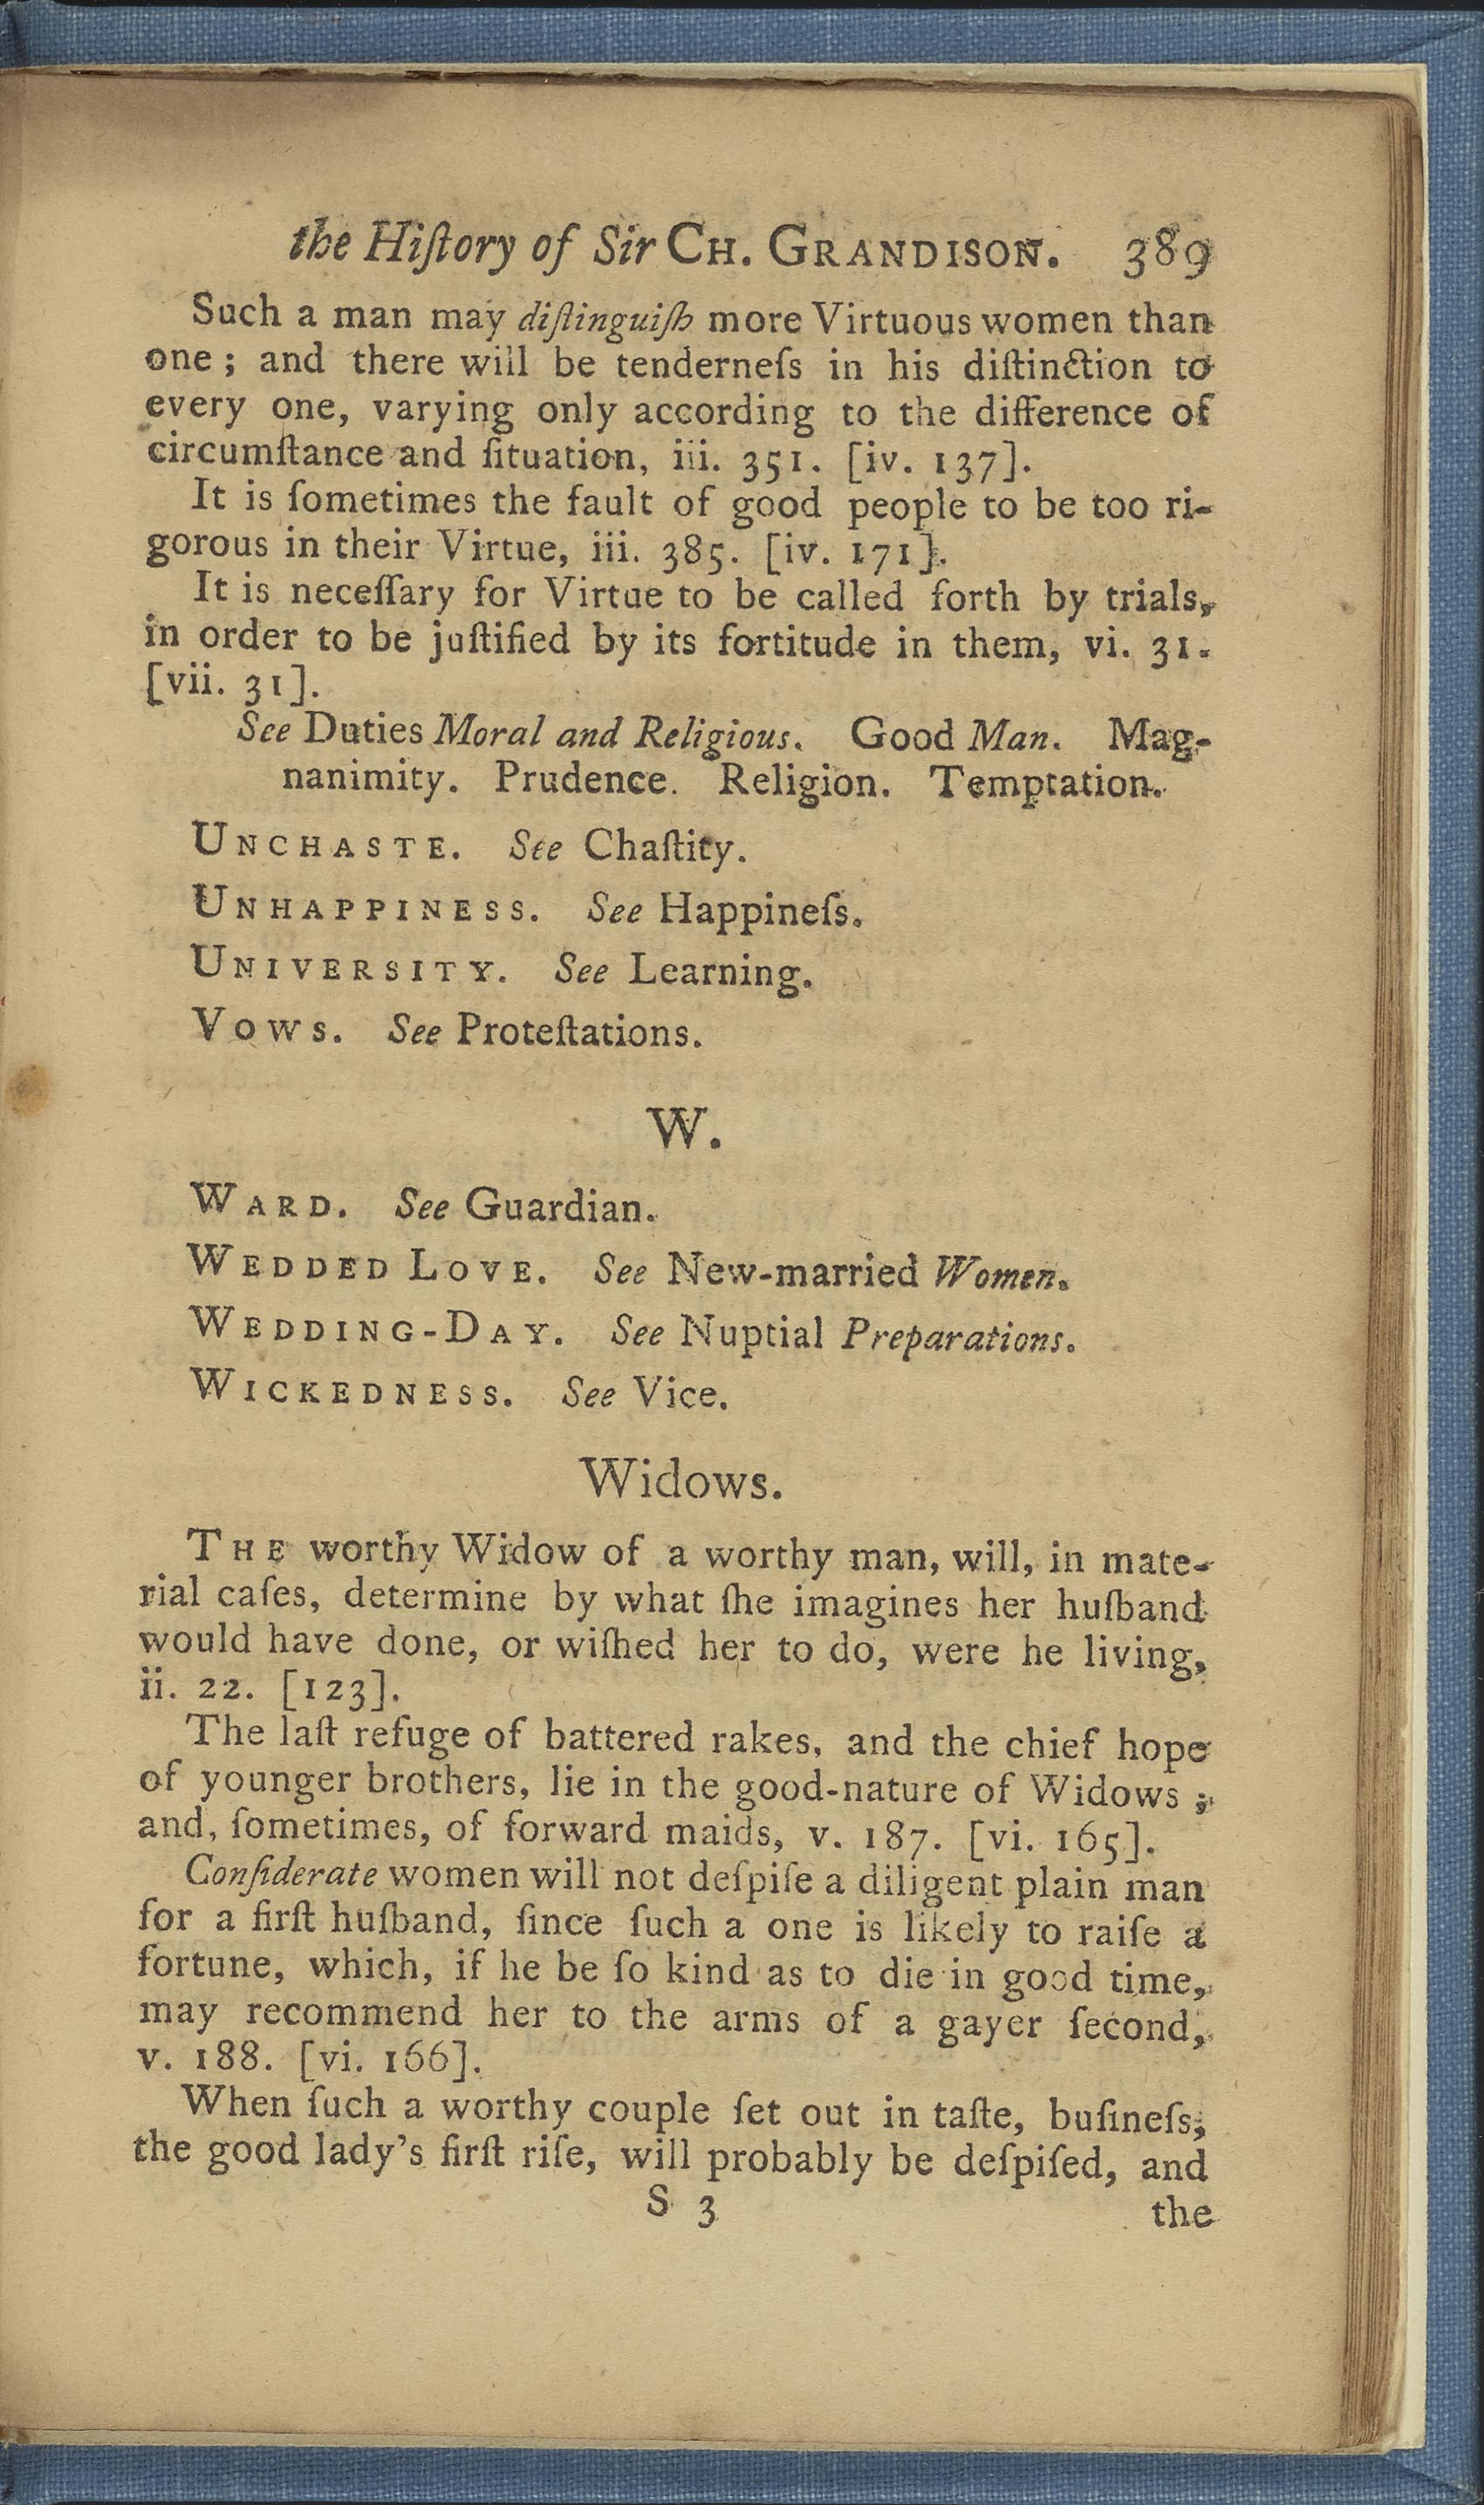 the Hiſtory of Sir CH. GRANDISON. 389
Such a man may diſtinguiſh more Virtuous women than
one; and there will be tenderneſs in his diſtinction to
every one, varying only according to the difference of
circumſtance and ſituation, iii. 351. [iv. 137].
It is ſometimes the fault of good people to be too ri-
gorous in their Virtue, iii. 385. [iv. 171].
It is neceſſary for Virtue to be called forth by trials,
in order to be juſtified by its fortitude in them, vi. 31.
[vii. 31].
See Duties Moral and Religious. Good Man. Mag-
nanimity. Prudence. Religion. Temptation.
UNCHASTE. See Chaſtity.
UNHAPPINESS. See Happineſs.
UNIVERSITY. See Learning.
VOWS. See Proteſtations.
W.
WARD. See Guardian.
WEDDED LOVE. See New-married Women.
WEDDING-DAY. See Nuptial Preparations.
WICKEDNESS. See Vice.
Widows.
THE worthy Widow of a worthy man, will, in mate-
rial caſes, determine by what ſhe imagines her huſband
would have done, or wiſhed her to do, were he living,
ii. 22. [123].
The laſt refuge of battered rakes, and the chief hope
of younger brothers, lie in the good-nature of Widows;
and, ſometimes, of forward maids, v. 187. [vi. 165].
Conſiderate women will not deſpiſe a diligent plain man
for a firſt huſband, ſince ſuch a one is likely to raiſe a
fortune, which, if he be ſo kind as to die in good time,
may recommend her to the arms of a gayer ſecond,
v. 188. [vi. 166].
When ſuch a worthy couple ſet out in taſte, buſineſs,
the good lady's firſt riſe, will probably be deſpiſed, and
S 3 the